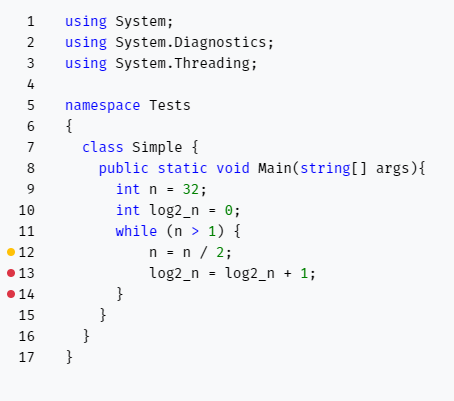 1 using System;
2 using System.Diagnostics;
3 using System.Threading;
4
5 namespace Tests
6 {
7 class Simple {
8 public static void Main(string[] args){
9 int n = 32;
10 int log2_n = 0;
11 while (n > 1) {
12 n = n / 2;
13 log2_n = log2_n + 1;
14 }
15 }
16 }
17 }